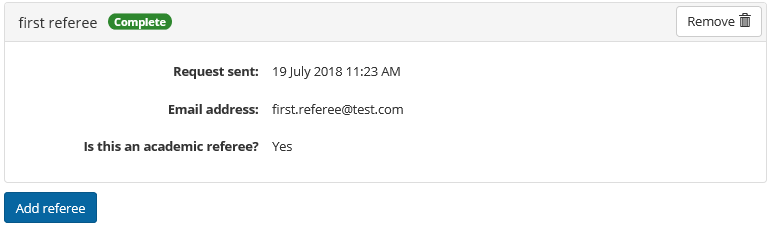 first referee Complete Remove
Request sent: 19 July 2018 11:23 AM
Email address: first.referee@test.com
Is this an academic referee? Yes
Add referee